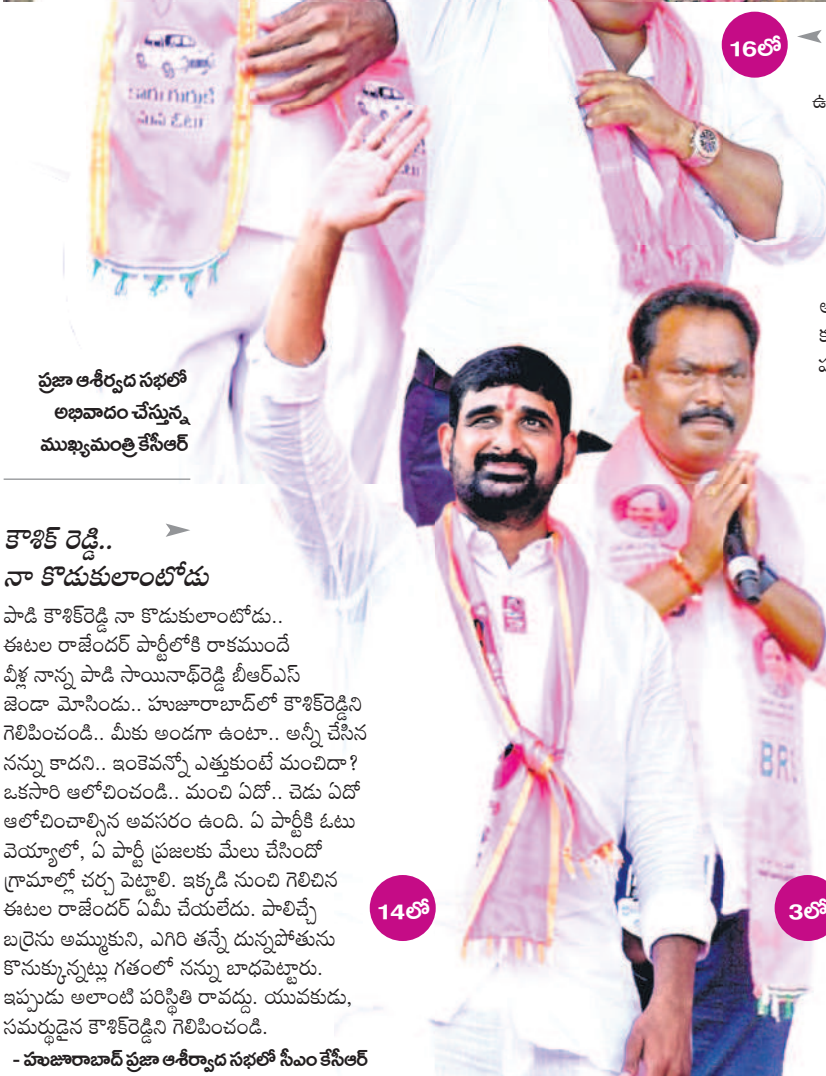 కారు గుర్తుకే
మన ఓటు
16లో
ప్రజా ఆశీర్వద సభలో
అభివాదం చేస్తున్న
ముఖ్యమంత్రి కేసీఆర్
కౌశిక్ రెడ్డి..
నా కొడుకులాంటోడు
పాడి కౌశిక్‌రెడ్డి నా కొడుకులాంటోడు..
ఈటల రాజేందర్ పార్టీలోకి రాకముందే
వీళ్ల నాన్న పాడి సాయినాథ్‌రెడ్డి బీఆర్ఎస్
జెండా మోసిండు.. హుజూరాబాద్‌లో కౌశిక్‌రెడ్డిని
గెలిపించండి.. మీకు అండగా ఉంటా.. అన్నీ చేసిన
నన్ను కాదని.. ఇంకెవన్నో ఎత్తుకుంటే మంచిదా?
ఒకసారి ఆలోచించండి.. మంచి ఏదో.. చెడు ఏదో
ఆలోచించాల్సిన అవసరం ఉంది. ఏ పార్టీకి ఓటు
వెయ్యాలో, ఏ పార్టీ ప్రజలకు మేలు చేసిందో
గ్రామాల్లో చర్చ పెట్టాలి. ఇక్కడి నుంచి గెలిచిన
ఈటల రాజేందర్ ఏమీ చేయలేదు. పాలిచ్చే
బర్రెను అమ్ముకుని, ఎగిరి తన్నే దున్నపోతును
కొనుక్కున్నట్లు గతంలో నన్ను బాధపెట్టారు.
ఇప్పుడు అలాంటి పరిస్థితి రావద్దు. యువకుడు,
సమర్థుడైన కౌశిక్‌రెడ్డిని గెలిపించండి.
- హుజూరాబాద్ ప్రజా ఆశీర్వాద సభలో సీఎం కేసీఆర్
14లో
3లో